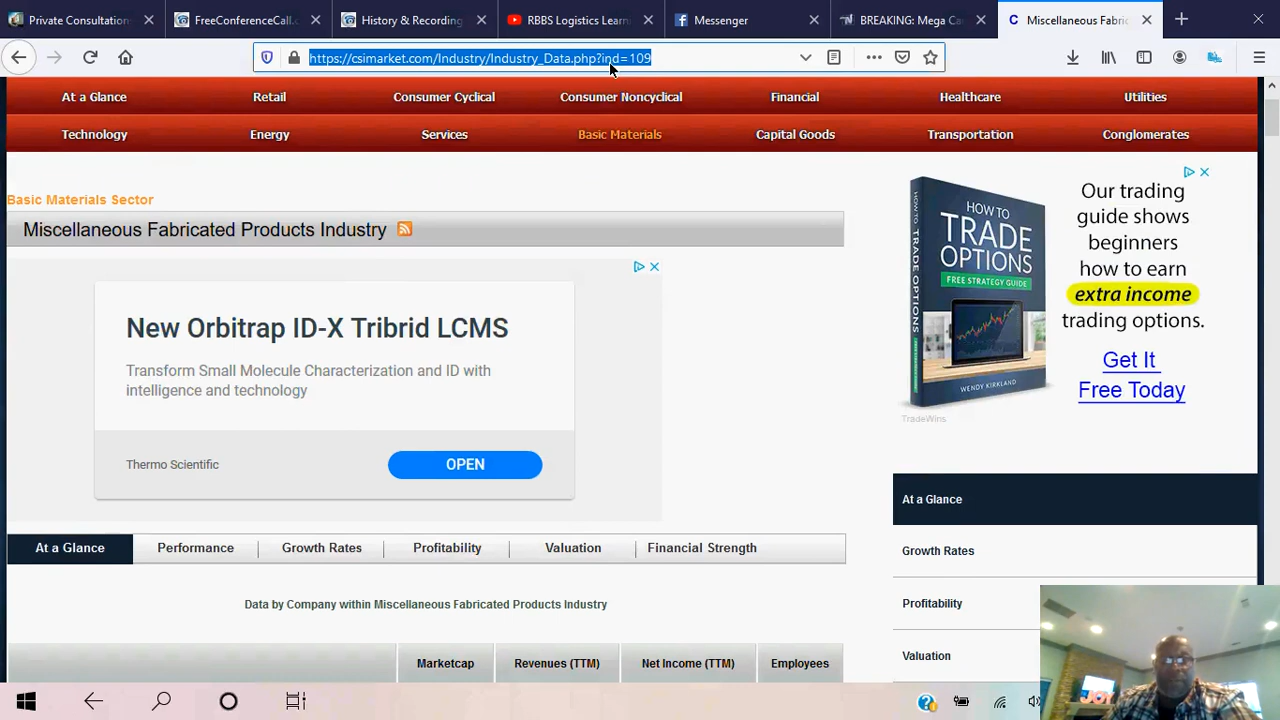 Private Consultation
FreeConferenceCall.c
History & Recording
RBBS Logistics Learn
Messenger
BREAKING: Mega Ca
Miscellaneous Fabric
https://csimarket.com/Industry/Industry_Data.php?ind=109
At a Glance
Retail
Consumer Cyclical
Consumer Noncyclical
Financial
Healthcare
Utilities
Technology
Energy
Services
Basic Materials
Capital Goods
Transportation
Conglomerates
Basic Materials Sector
Miscellaneous Fabricated Products Industry
New Orbitrap ID-X Tribrid LCMS
Transform Small Molecule Characterization and ID with
intelligence and technology
Thermo Scientific
OPEN
HOW TO
TRADE
OPTIONS
FREE STRATEGY GUIDE
WENDY KIRKLAND
TradeWins
Our trading
guide shows
beginners
how to earn
extra income
trading options.
Get It
Free Today
At a Glance
Performance
Growth Rates
Profitability
Valuation
Financial Strength
Data by Company within Miscellaneous Fabricated Products Industry
Marketcap
Revenues (TTM)
Net Income (TTM)
Employees
At a Glance
Growth Rates
Profitability
Valuation
JOY